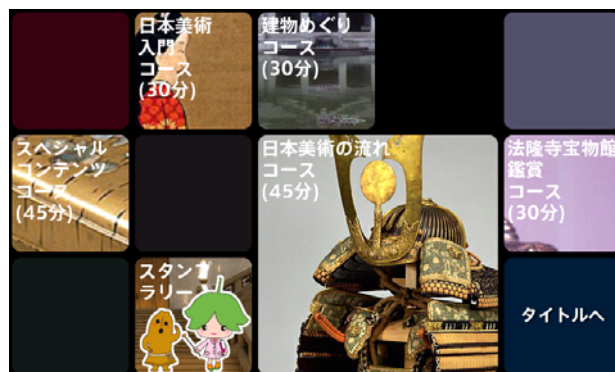 日本美術
入門
コース
(30分)
建物めぐり
コース
(30分)
スペシャル
コンテンツ
コース
(45分)
日本美術の流れ
コース
(45分)
法隆寺宝物館
鑑賞
コース
(30分)
スタンプ
ラリー
タイトルへ